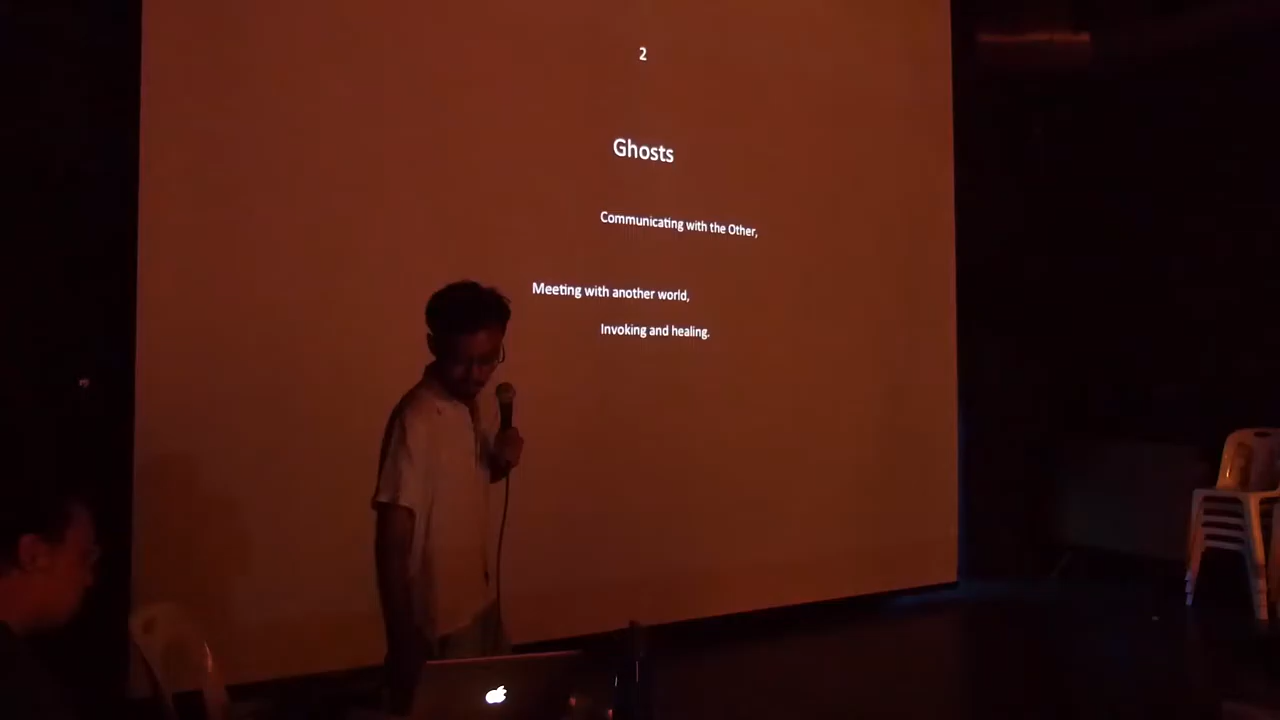 2
Ghosts
Communicating with the Other,
Meeting with another world,
Invoking and healing.